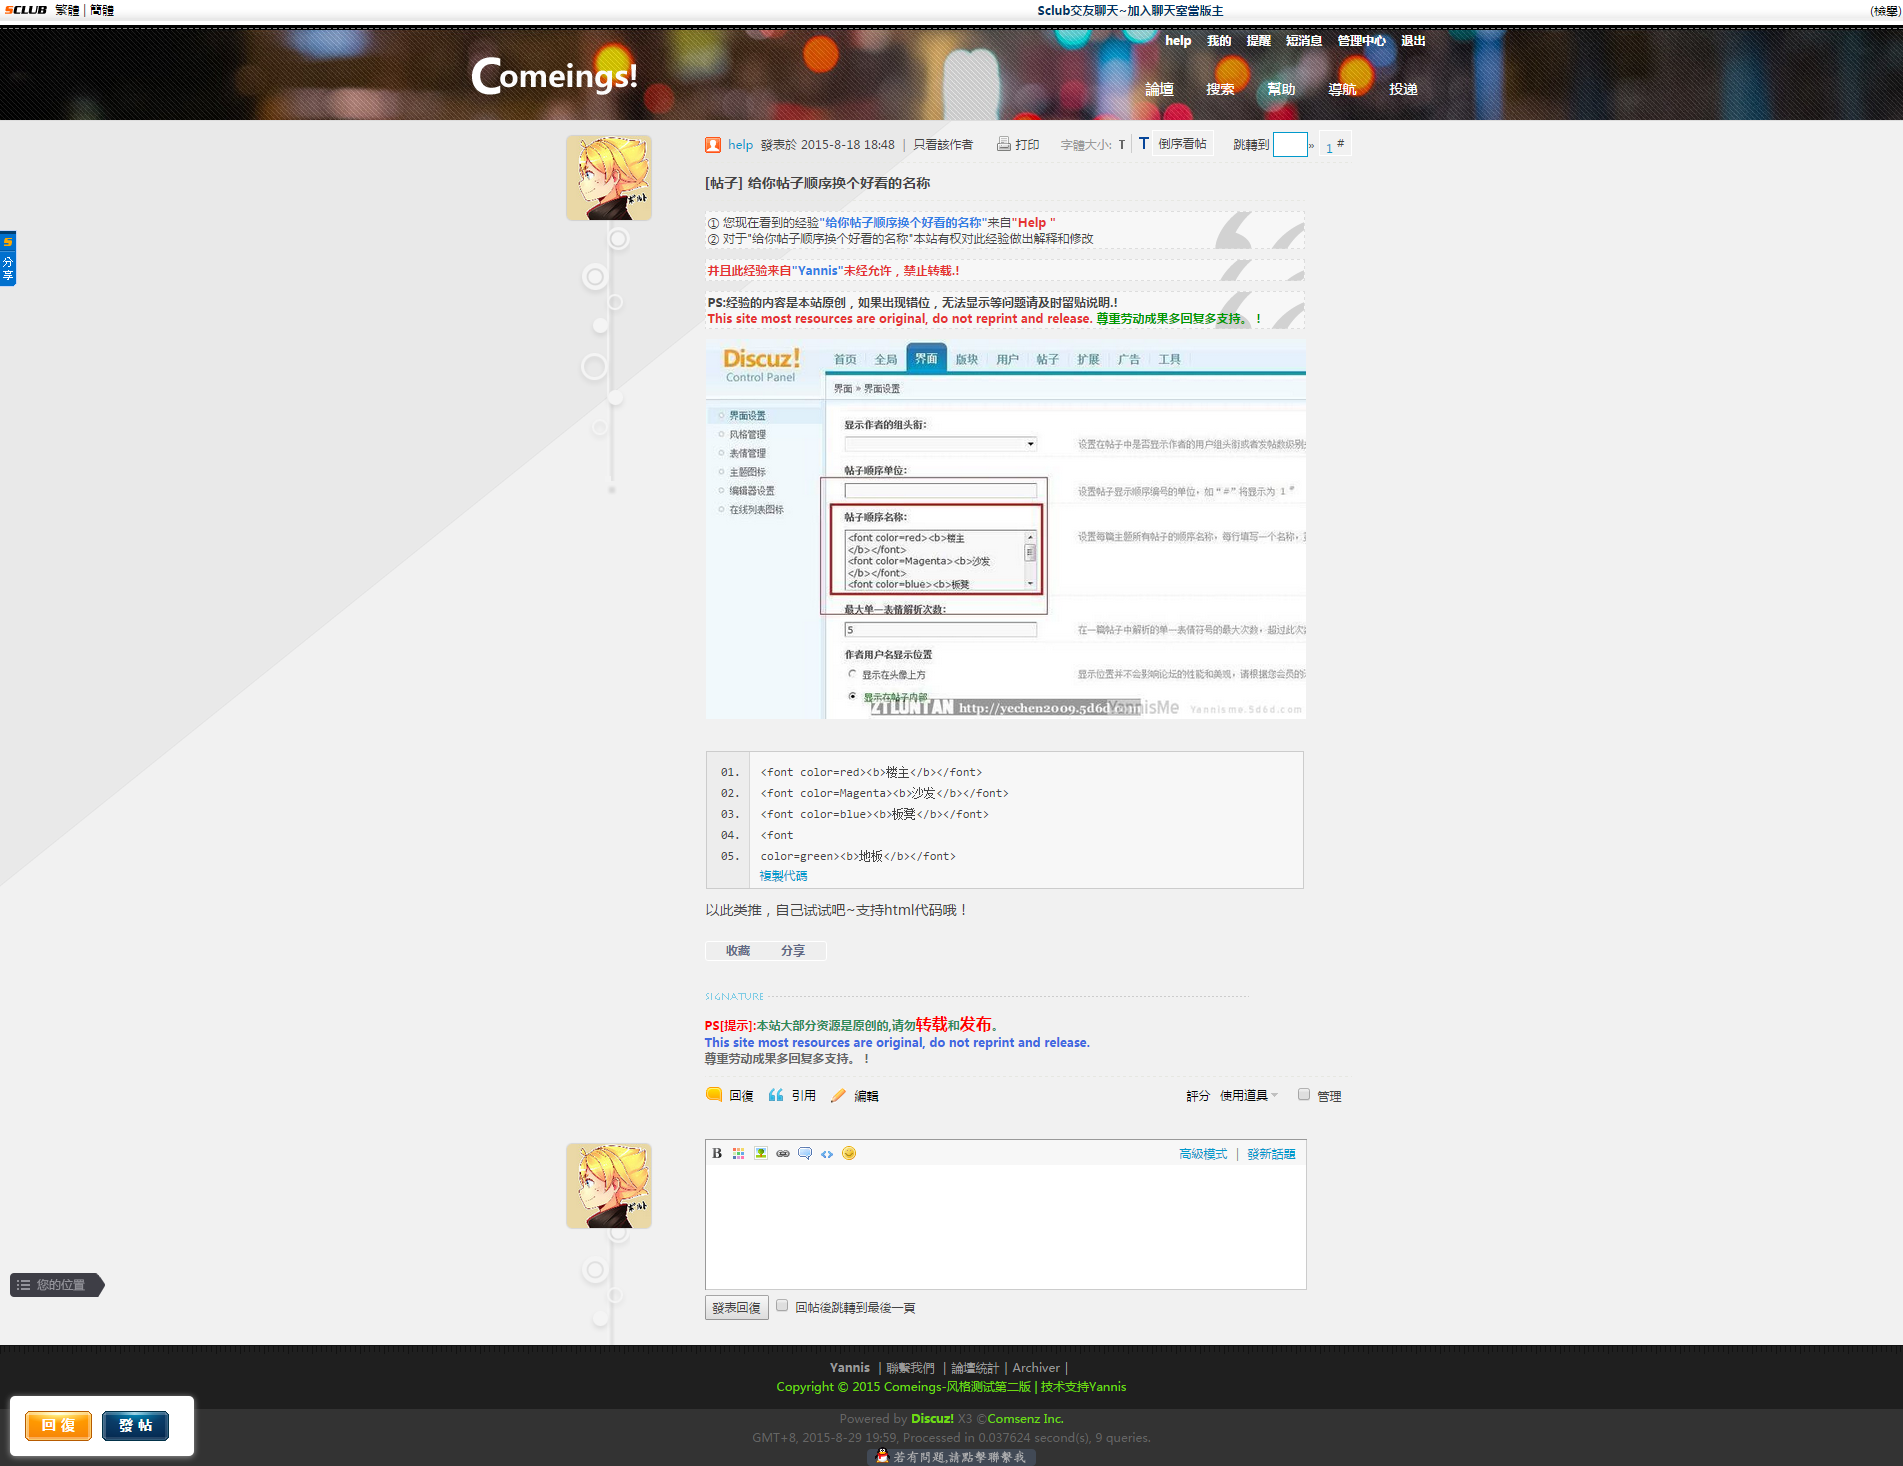 SCLUB 繁體 | 簡體
Sclub交友聊天~加入聊天室當版主
(檢舉)
help 我的 提醒 短消息 管理中心 退出
Comeings!
論壇 搜索 幫助 導航 投递
help 發表於 2015-8-18 18:48 | 只看該作者 打印 字體大小: T T 倒序看帖 跳轉到 » 1 #
[帖子] 给你帖子顺序换个好看的名称
① 您现在看到的经验"给你帖子顺序换个好看的名称"来自"Help "
② 对于"给你帖子顺序换个好看的名称"本站有权对此经验做出解释和修改
S 分享
并且此经验来自"Yannis"未经允许，禁止转载.!
PS:经验的内容是本站原创，如果出现错位，无法显示等问题请及时留贴说明.!
This site most resources are original, do not reprint and release. 尊重劳动成果多回复多支持。！
Discuz! 首页 全局 界面 版块 用户 帖子 扩展 广告 工具
Control Panel
界面 » 界面设置
界面设置
风格管理
表情管理
主题图标
编辑器设置
在线列表图标
显示作者的组头衔:
设置在帖子中是否显示作者的用户组头衔或者发帖数级别
帖子顺序单位:
设置帖子显示顺序编号的单位，如“#”将显示为 1 #
帖子顺序名称:
<font color=red><b>楼主
</b></font>
<font color=Magenta><b>沙发
</b></font>
<font color=blue><b>板凳
设置每篇主题所有帖子的顺序名称，每行填写一个名称，
最大单一表情解析次数:
5
在一篇帖子中解析的单一表情符号的最大次数，超过此次
作者用户名显示位置
显示在头像上方
显示位置并不会影响论坛的性能和美观，请根据您会员的
显示在帖子内部
ZTLUNTAN http://yechen2009.5d6d.com YannisMe Yannisme.5d6d.com
01. <font color=red><b>楼主</b></font>
02. <font color=Magenta><b>沙发</b></font>
03. <font color=blue><b>板凳</b></font>
04. <font
05. color=green><b>地板</b></font>
複製代碼
以此类推，自己试试吧~支持html代码哦！
收藏 分享
SIGNATURE
PS[提示]:本站大部分资源是原创的,请勿转载和发布。
This site most resources are original, do not reprint and release.
尊重劳动成果多回复多支持。！
回復 引用 編輯 評分 使用道具 管理
B 高級模式 | 發新話題
您的位置
發表回復 回帖後跳轉到最後一頁
Yannis | 聯繫我們 | 論壇統計 | Archiver |
Copyright © 2015 Comeings-风格测试第二版 | 技术支持Yannis
回復 發帖
Powered by Discuz! X3 ©Comsenz Inc.
GMT+8, 2015-8-29 19:59, Processed in 0.037624 second(s), 9 queries.
若有問題,請點擊聯繫我